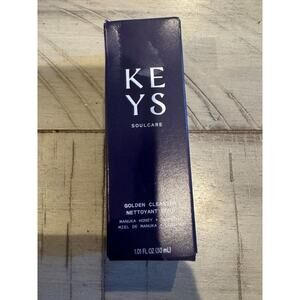 KE
YS
SOULCARE
GOLDEN CLEANSER
NETTOYANT
MANUKA HONEY +
MIEL DE MANUKA +
1.01 FL OZ (30 mL)